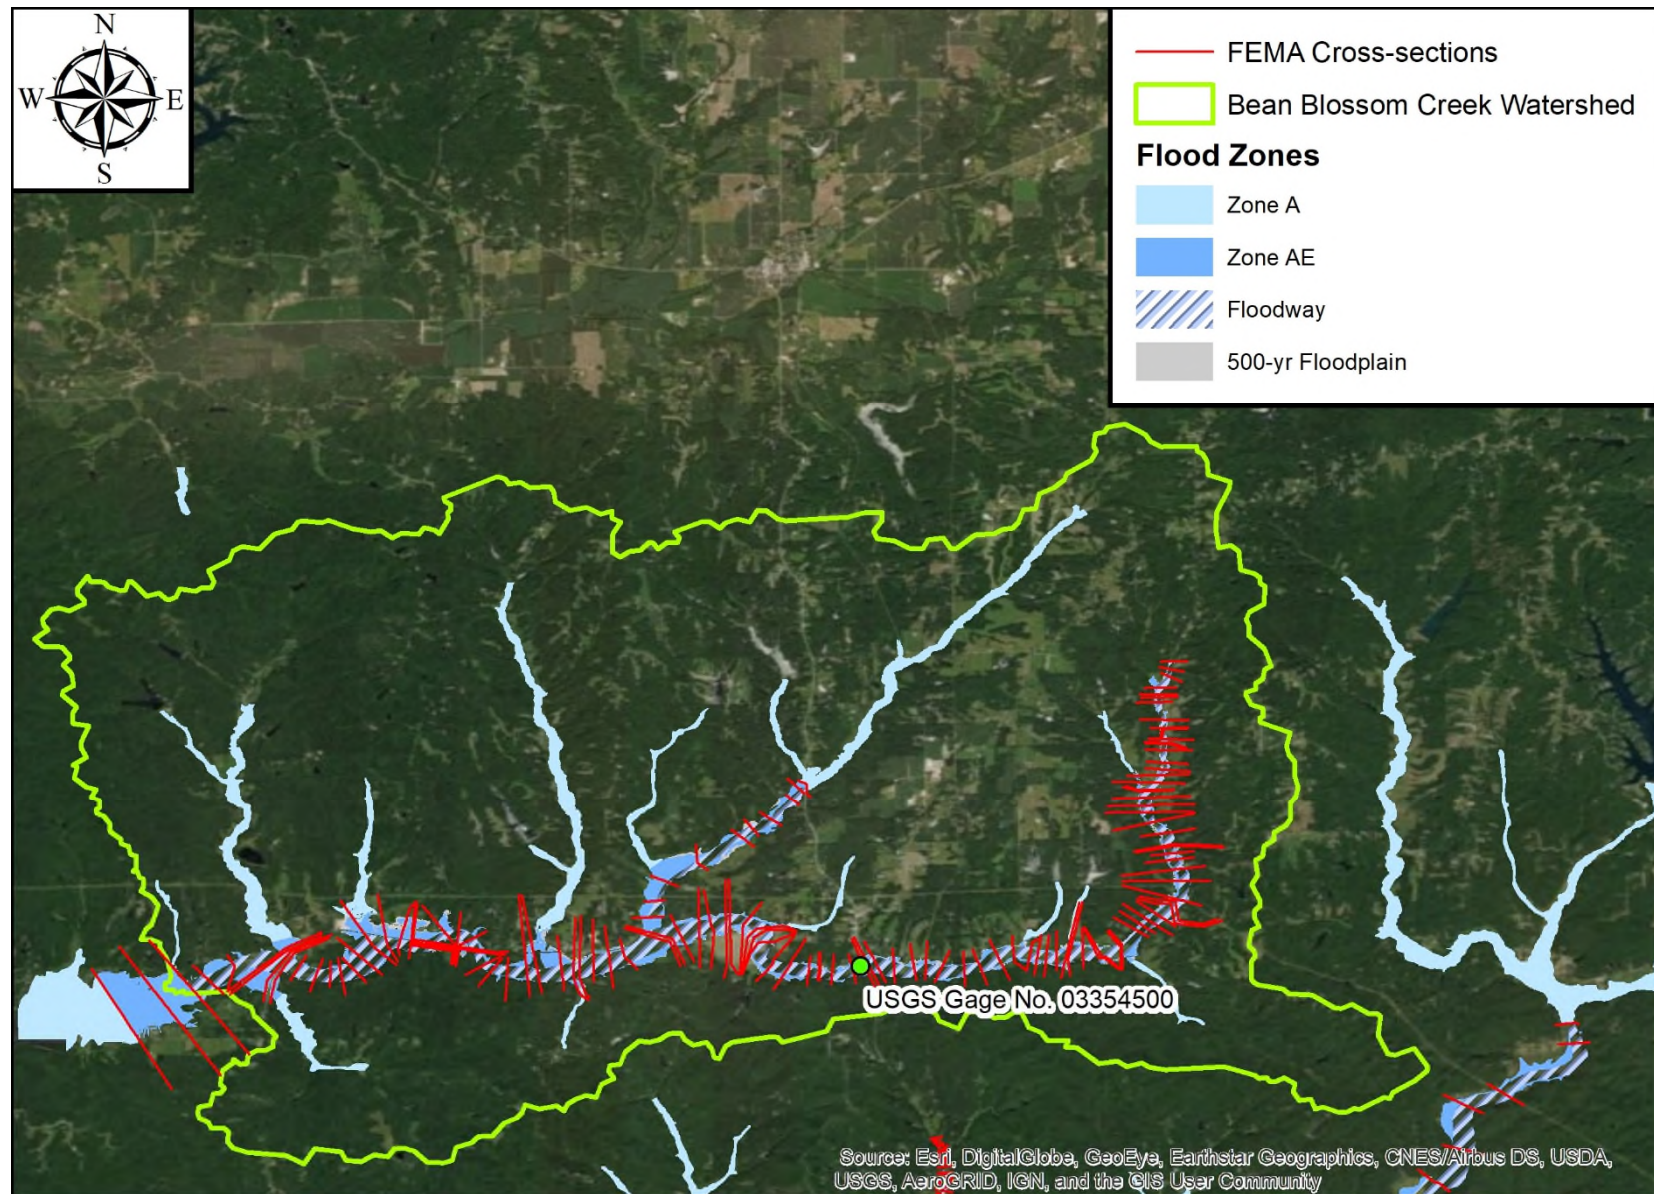 N
W
E
S
FEMA Cross-sections
Bean Blossom Creek Watershed
Flood Zones
Zone A
Zone AE
Floodway
500-yr Floodplain
USGS Gage No. 03354500
Source: Esri, DigitalGlobe, GeoEye, Earthstar Geographics, CNES/Airbus DS, USDA,
USGS, AeroGRID, IGN, and the GIS User Community